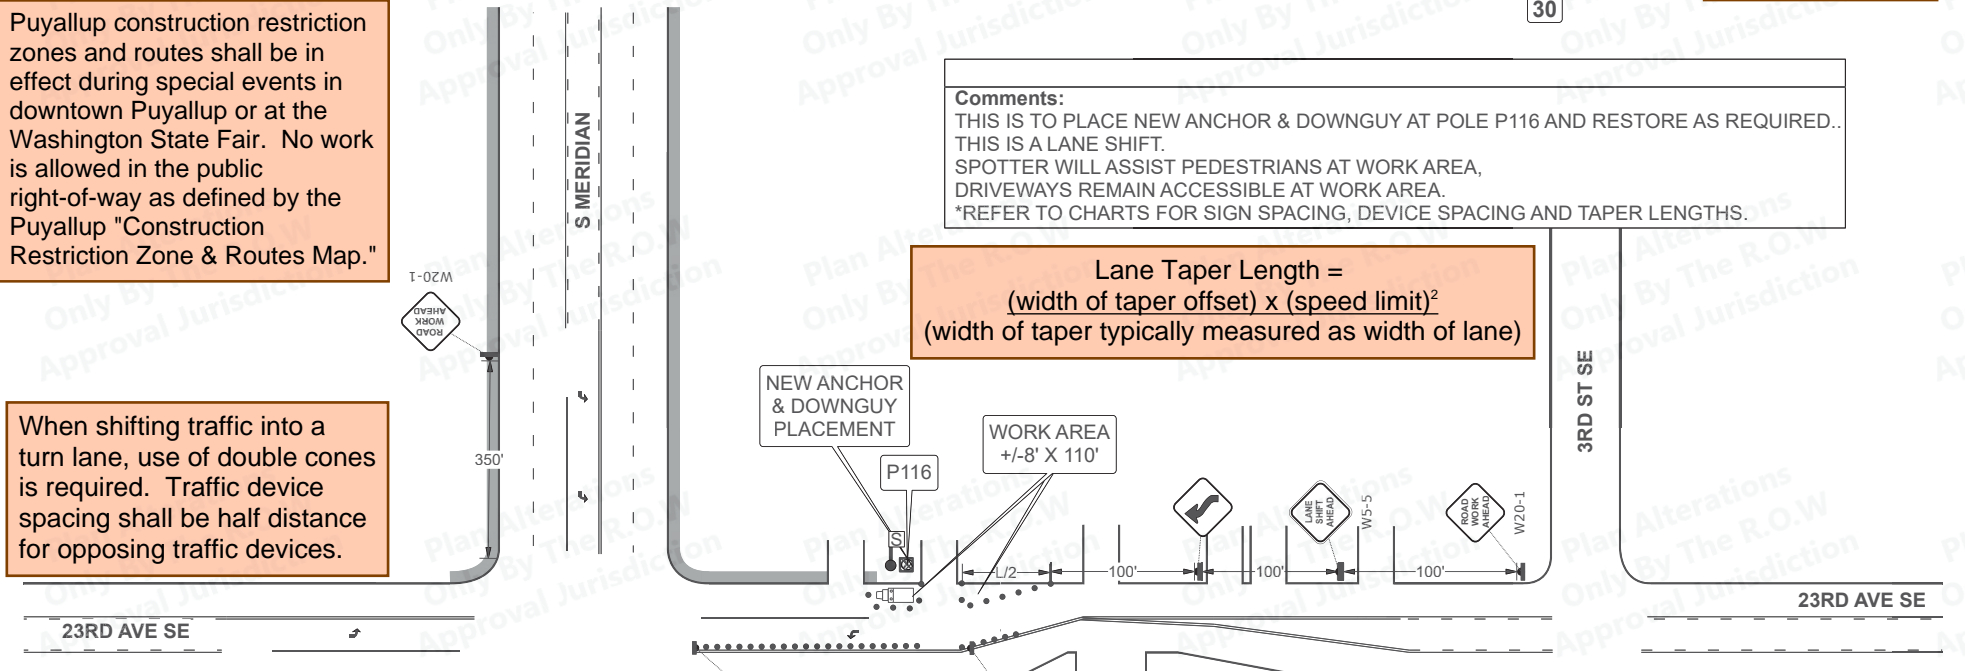 Puyallup construction restriction
zones and routes shall be in
effect during special events in
downtown Puyallup or at the
Washington State Fair.  No work
is allowed in the public
right-of-way as defined by the
Puyallup "Construction
Restriction Zone & Routes Map."
30
Comments:
THIS IS TO PLACE NEW ANCHOR & DOWNGUY AT POLE P116 AND RESTORE AS REQUIRED..
THIS IS A LANE SHIFT.
SPOTTER WILL ASSIST PEDESTRIANS AT WORK AREA,
DRIVEWAYS REMAIN ACCESSIBLE AT WORK AREA.
*REFER TO CHARTS FOR SIGN SPACING, DEVICE SPACING AND TAPER LENGTHS.
S MERIDIAN
Lane Taper Length =
(width of taper offset) x (speed limit)²
(width of taper typically measured as width of lane)
W20-1
ROAD
WORK
AHEAD
350'
When shifting traffic into a
turn lane, use of double cones
is required.  Traffic device
spacing shall be half distance
for opposing traffic devices.
NEW ANCHOR
& DOWNGUY
PLACEMENT
P116
WORK AREA
+/-8' X 110'
S
L/2
100'
100'
100'
LANE
SHIFT
AHEAD
W5-5
ROAD
WORK
AHEAD
W20-1
3RD ST SE
23RD AVE SE
23RD AVE SE
Plan Alterations
Only By The R.O.W
Approval Jurisdiction